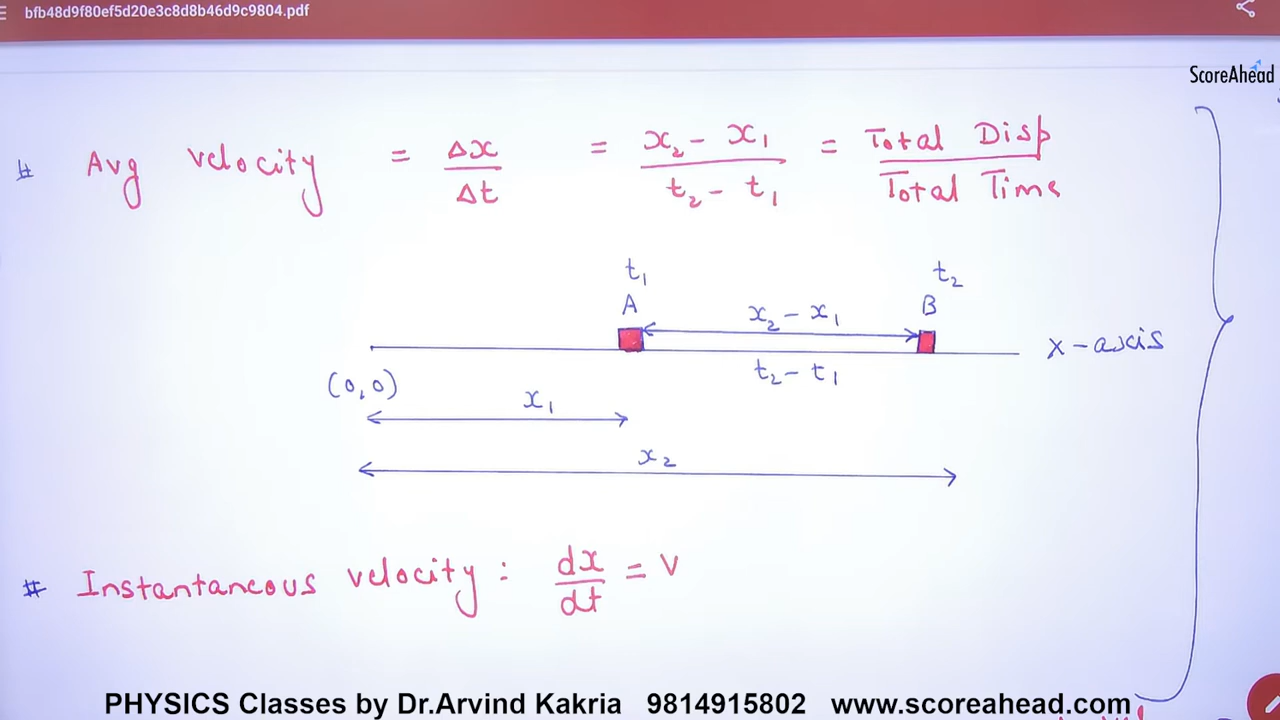 bfb48d9f80ef5d20e3c8d8b46d9c9804.pdf
ScoreAhead
# Avg velocity = Δx/Δt = x₂ - x₁/t₂ - t₁ = Total Disp/Total Time
t₁ t₂
A x₂ - x₁ B
x-axis
t₂ - t₁
(0,0)
x₁
x₂
# Instantaneous velocity : dx/dt = v
PHYSICS Classes by Dr.Arvind Kakria 9814915802 www.scoreahead.com